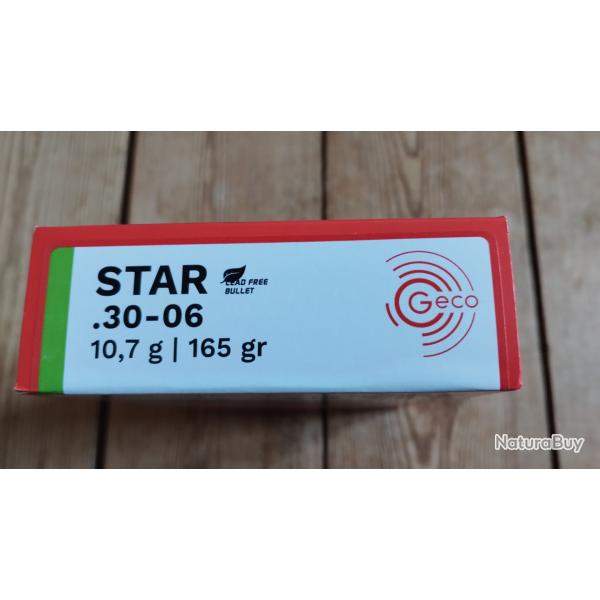 STAR
LEAD FREE
BULLET
.30-06
10,7 g | 165 gr
Geco
NaturaBuy